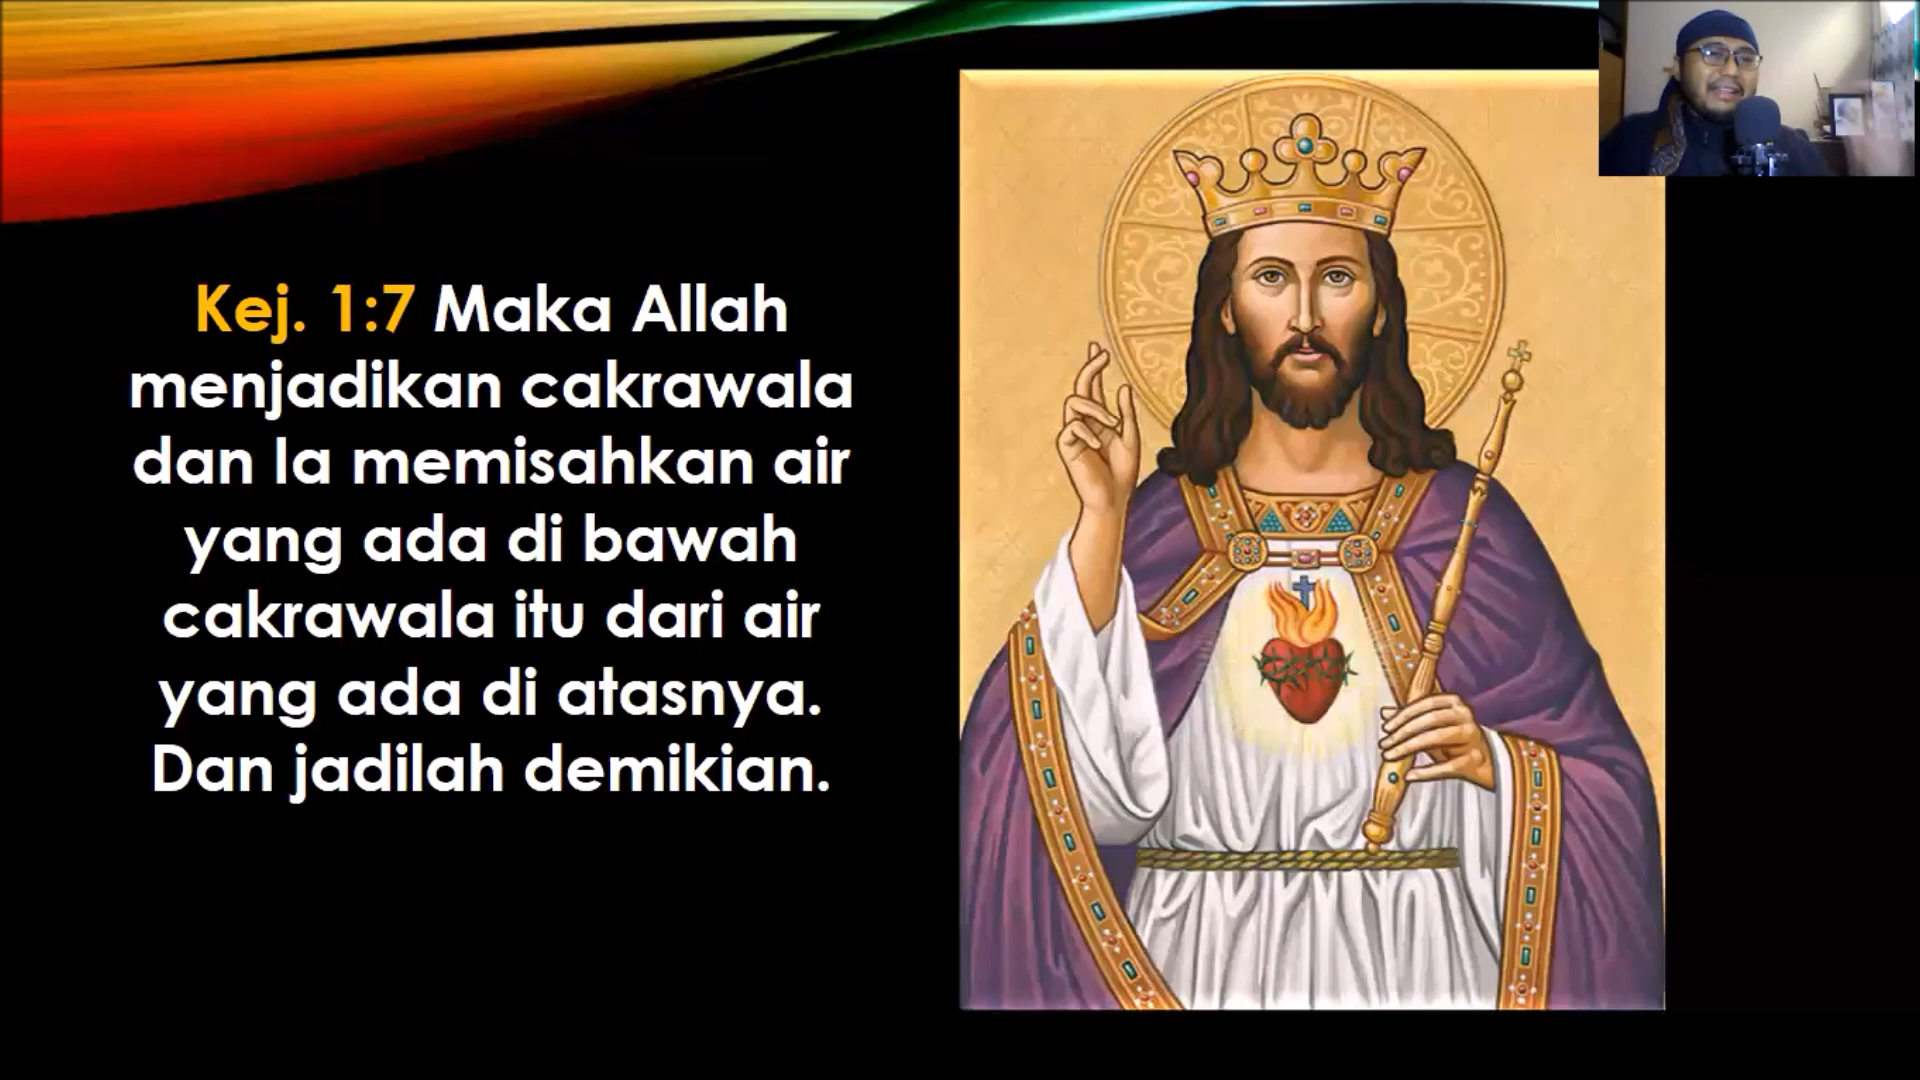 Kej. 1:7 Maka Allah
menjadikan cakrawala
dan Ia memisahkan air
yang ada di bawah
cakrawala itu dari air
yang ada di atasnya.
Dan jadilah demikian.